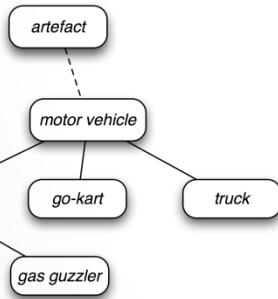 artefact
motor vehicle
go-kart
truck
gas guzzler